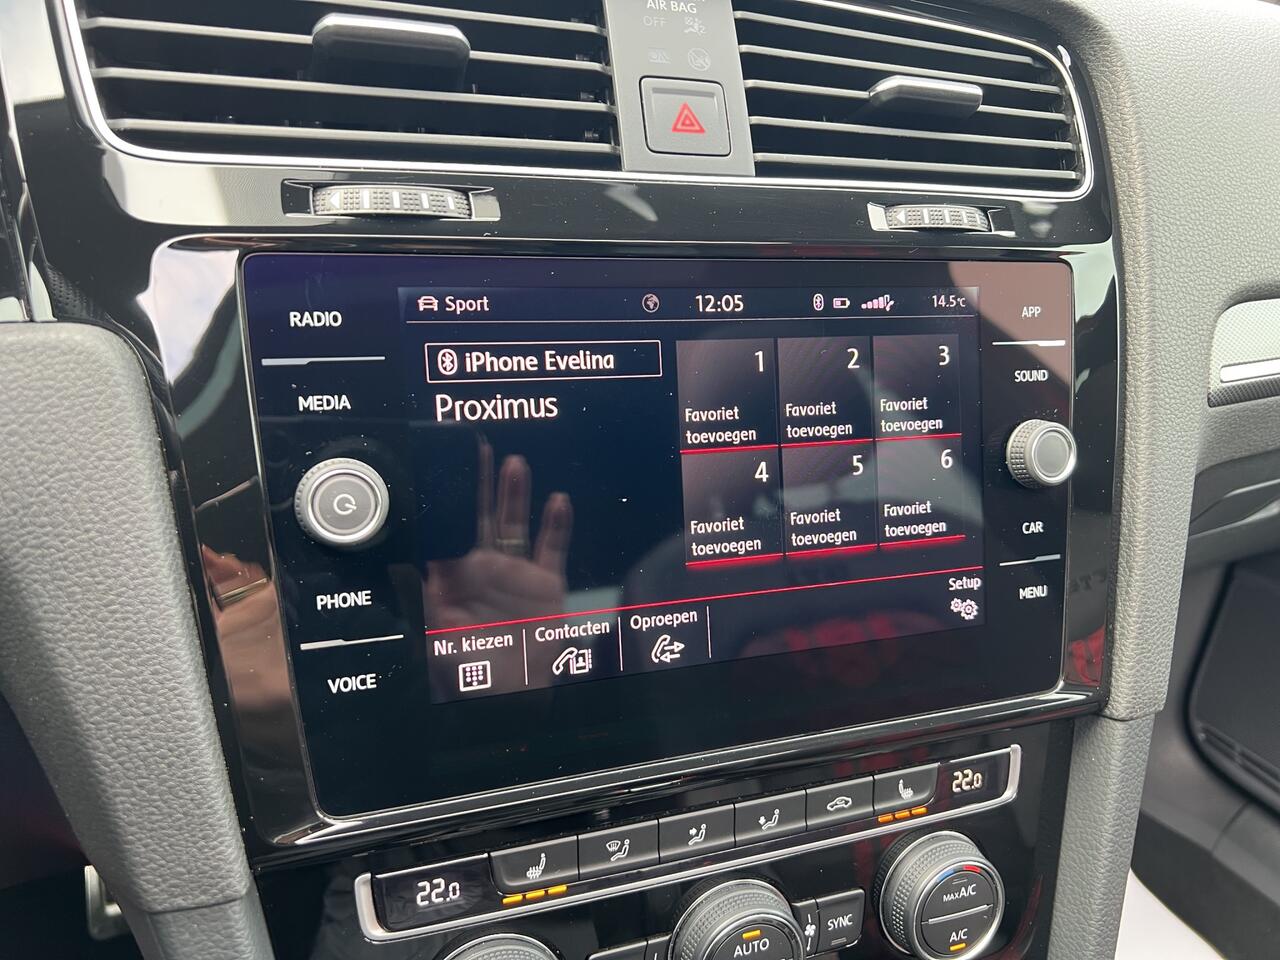 AIR BAG
OFF
RADIO
MEDIA
PHONE
VOICE
Sport
12:05
14.5°C
iPhone Evelina
Proximus
1
Favoriet
toevoegen
2
Favoriet
toevoegen
3
Favoriet
toevoegen
4
Favoriet
toevoegen
5
Favoriet
toevoegen
6
Favoriet
toevoegen
Nr. kiezen
Contacten
Oproepen
Setup
APP
SOUND
CAR
MENU
22.0
22.0
AUTO
SYNC
MAX A/C
A/C